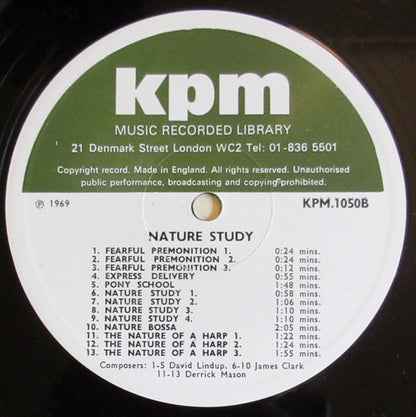 kpm
MUSIC RECORDED LIBRARY
21 Denmark Street London WC2 Tel: 01-836 5501
Copyright record. Made in England. All rights reserved. Unauthorised
public performance, broadcasting and copying prohibited.
℗ 1969 KPM.1050B
NATURE STUDY
1. FEARFUL PREMONITION 1. 0:24 mins.
2. FEARFUL PREMONITION 2. 0:24 mins.
3. FEARFUL PREMONITION 3. 0:12 mins.
4. EXPRESS DELIVERY 0:55 mins.
5. PONY SCHOOL 1:48 mins.
6. NATURE STUDY 1. 0:58 mins.
7. NATURE STUDY 2. 1:06 mins.
8. NATURE STUDY 3. 1:10 mins.
9. NATURE STUDY 4. 1:10 mins.
10. NATURE BOSSA 2:05 mins.
11. THE NATURE OF A HARP 1. 1:22 mins.
12. THE NATURE OF A HARP 2. 1:24 mins.
13. THE NATURE OF A HARP 3. 1:55 mins.
Composers: 1-5 David Lindup, 6-10 James Clark
11-13 Derrick Mason